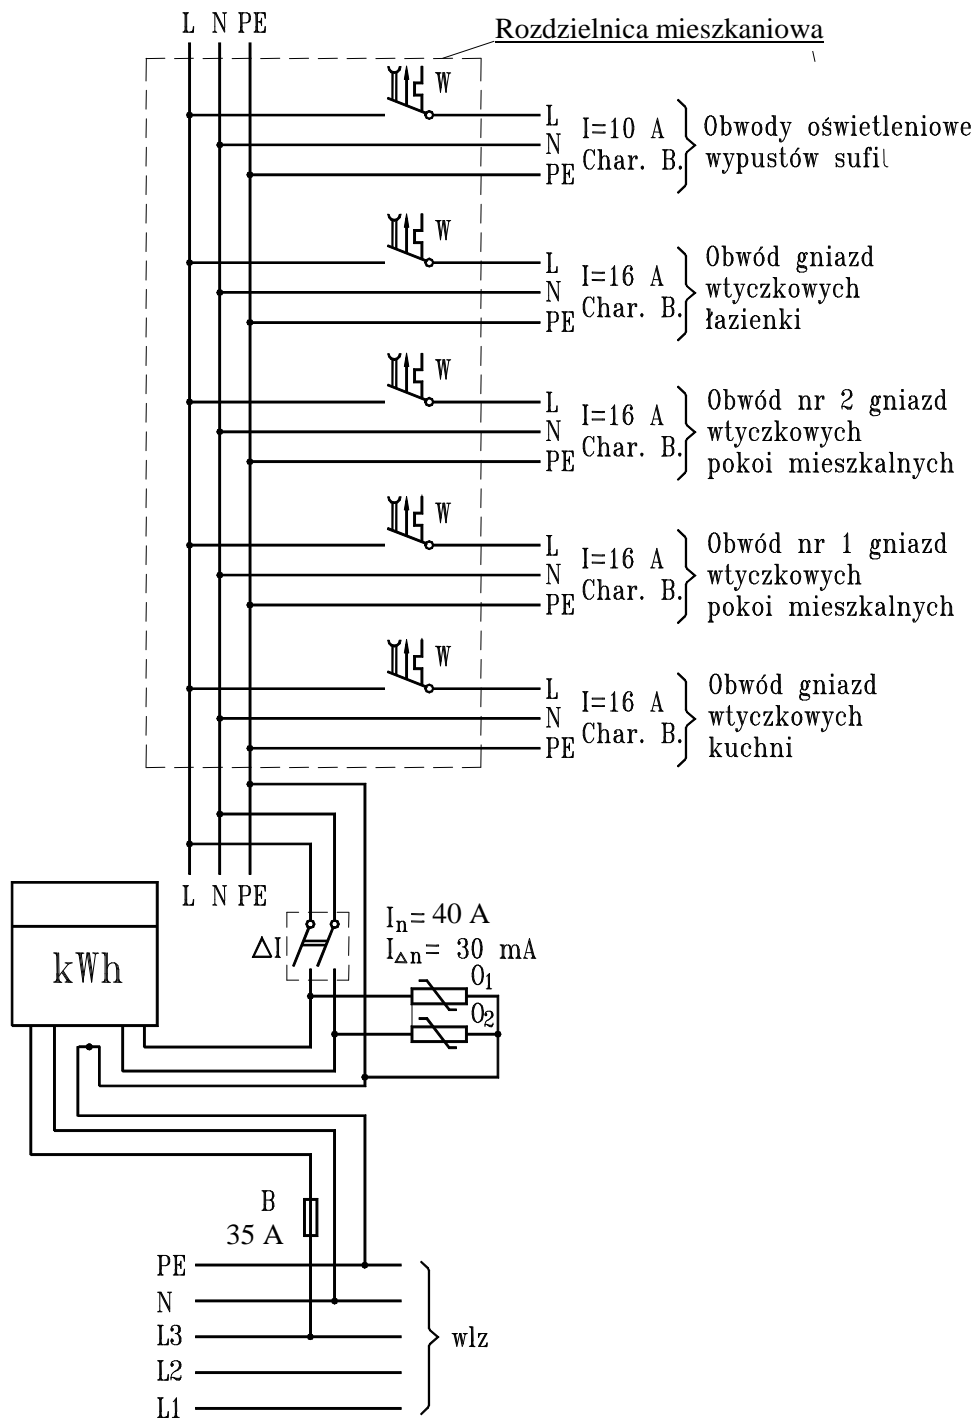 L N PE
Rozdzielnica mieszkaniowa
W
L
N
PE
I=10 A
Char. B.
Obwody oświetleniowe
wypustów sufit
W
L
N
PE
I=16 A
Char. B.
Obwód gniazd
wtyczkowych
łazienki
W
L
N
PE
I=16 A
Char. B.
Obwód nr 2 gniazd
wtyczkowych
pokoi mieszkalnych
W
L
N
PE
I=16 A
Char. B.
Obwód nr 1 gniazd
wtyczkowych
pokoi mieszkalnych
W
L
N
PE
I=16 A
Char. B.
Obwód gniazd
wtyczkowych
kuchni
L N PE
kWh
ΔI
Iₙ= 40 A
I△n= 30 mA
O1
O2
B
35 A
PE
N
L3
L2
L1
wlz